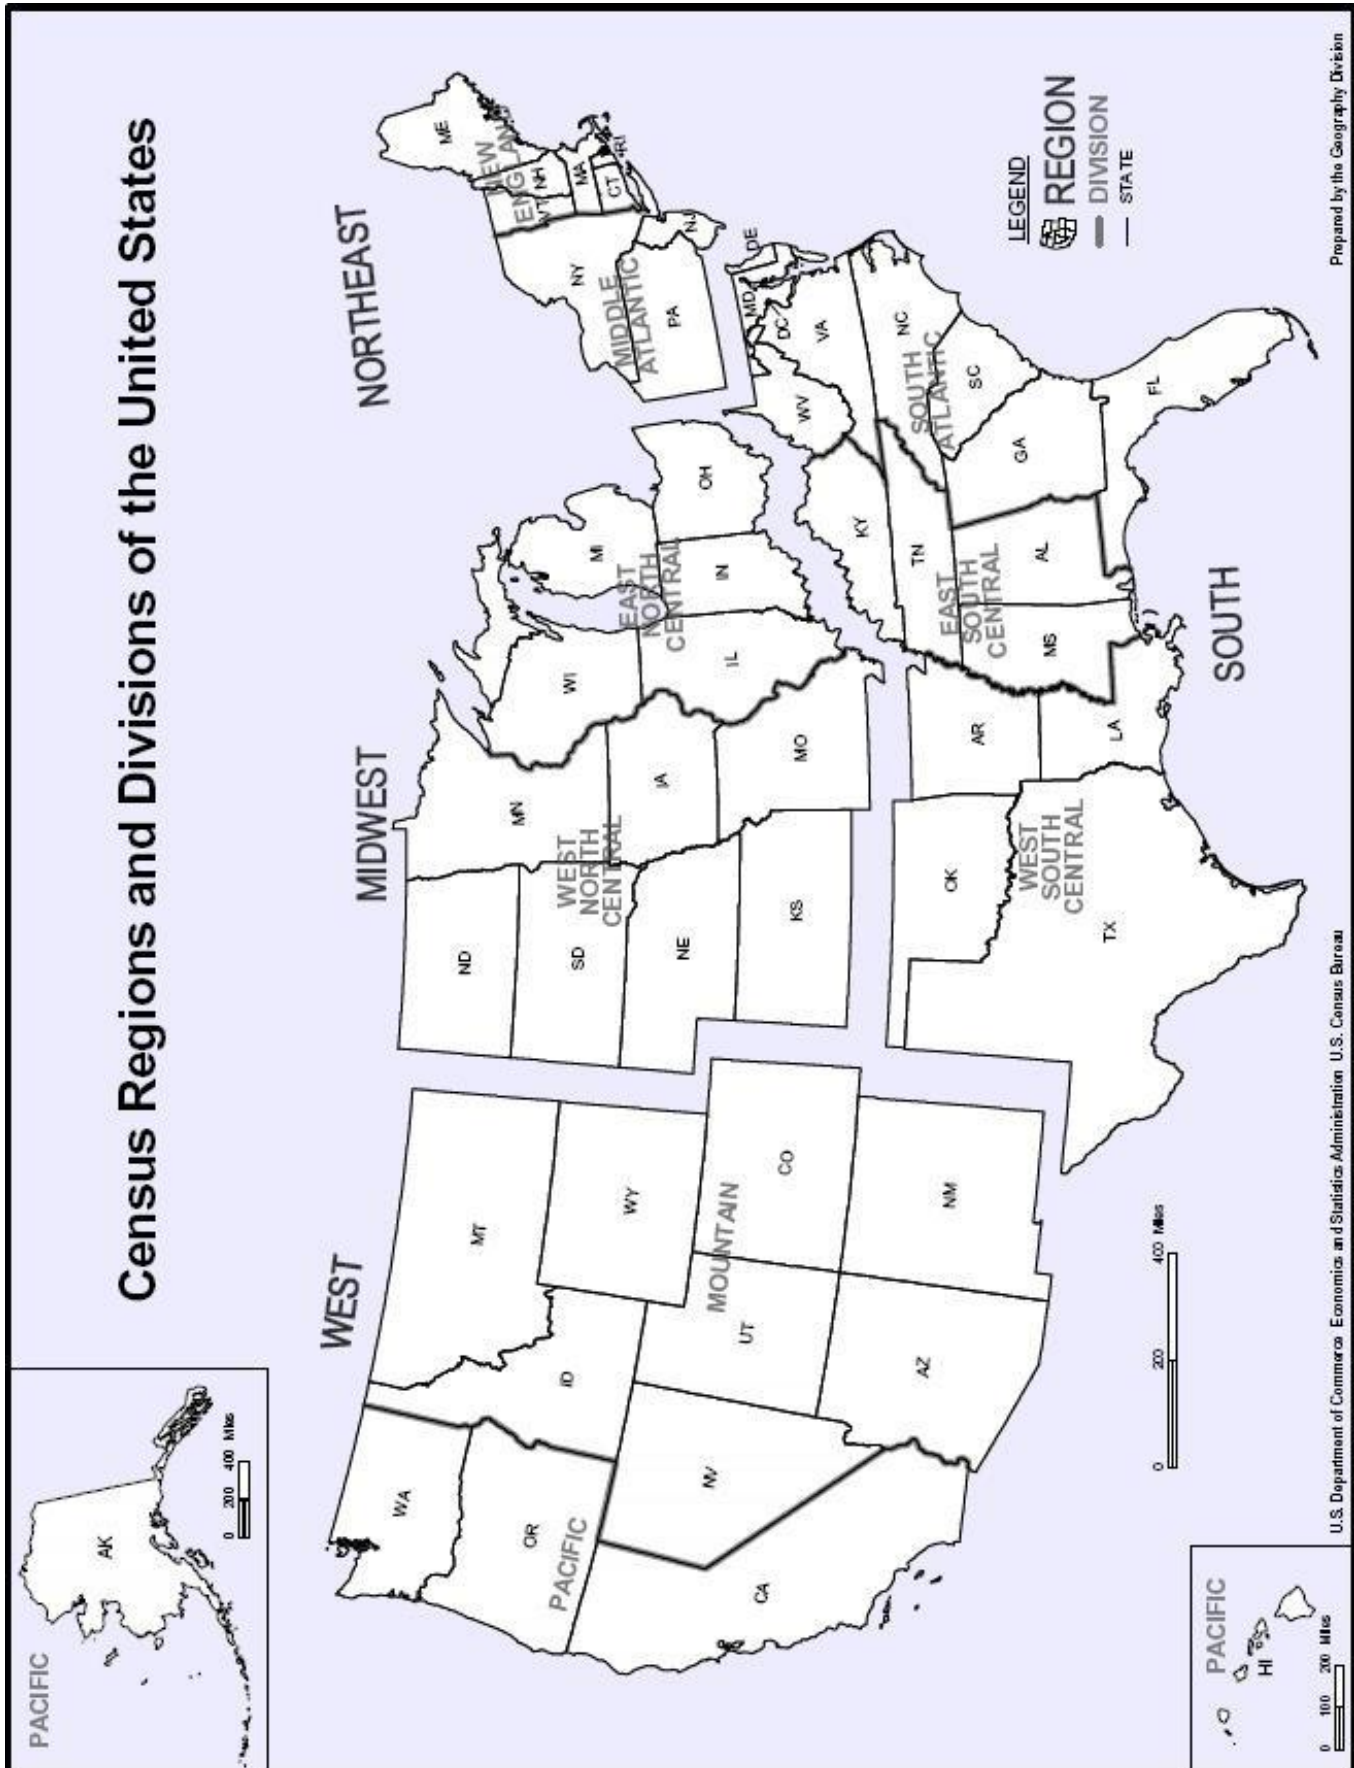 Census Regions and Divisions of the United States
PACIFIC
AK
0 200 400 Miles
WEST
MIDWEST
NORTHEAST
WA
MT
ND
MN
ME
NEW
ENGLAND
VT
NH
MA
CT
RI
OR
PACIFIC
ID
WY
SD
WEST
NORTH
CENTRAL
WI
MI
EAST
NORTH
CENTRAL
NY
MIDDLE
ATLANTIC
PA
NJ
NV
UT
MOUNTAIN
CO
NE
IA
IL
IN
OH
KS
MO
CA
AZ
NM
OK
AR
KY
TN
WV
VA
MD
DC
DE
NC
SOUTH
ATLANTIC
SC
GA
FL
EAST
SOUTH
CENTRAL
MS
AL
WEST
SOUTH
CENTRAL
TX
LA
SOUTH
LEGEND
REGION
DIVISION
STATE
0 200 400 Miles
PACIFIC
HI
0 100 200 Miles
U.S. Department of Commerce Economics and Statistics Administration U.S. Census Bureau
Prepared by the Geography Division